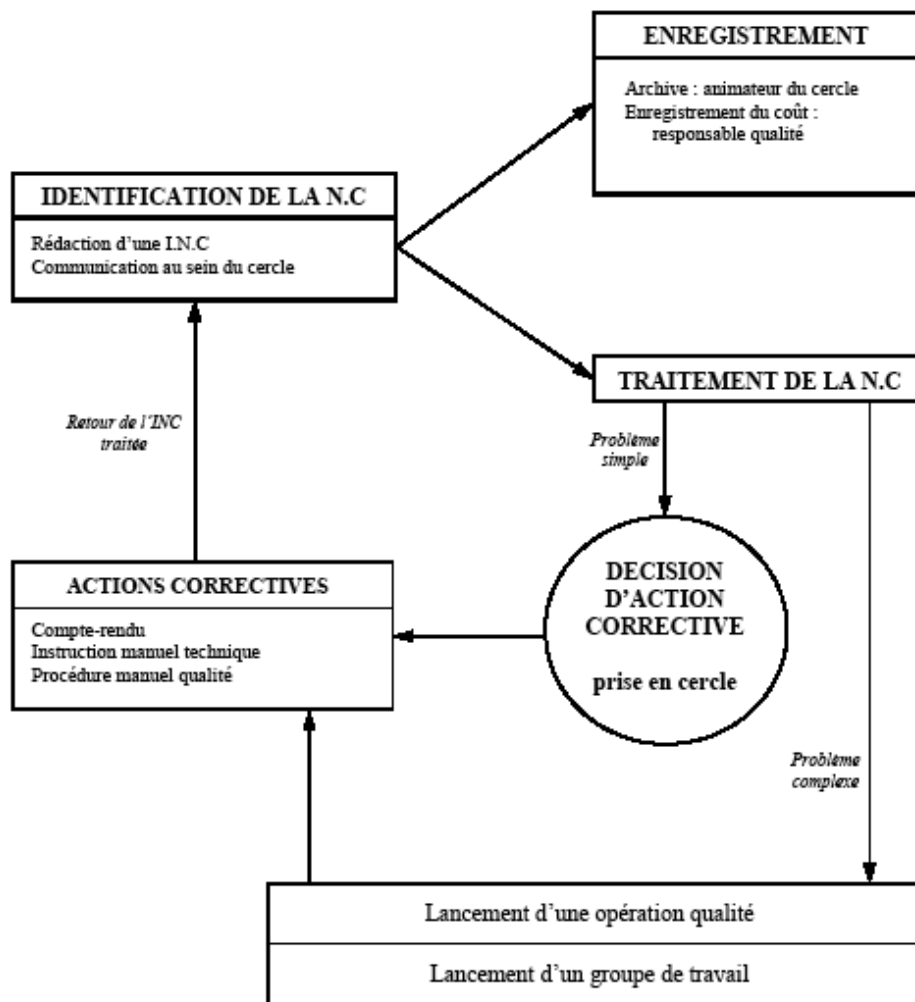 ENREGISTREMENT
Archive : animateur du cercle
Enregistrement du coût :
responsable qualité
IDENTIFICATION DE LA N.C
Rédaction d'une I.N.C
Communication au sein du cercle
TRAITEMENT DE LA N.C
Retour de l'INC
traitée
Problème
simple
DECISION
D'ACTION
CORRECTIVE
prise en cercle
ACTIONS CORRECTIVES
Compte-rendu
Instruction manuel technique
Procédure manuel qualité
Problème
complexe
Lancement d'une opération qualité
Lancement d'un groupe de travail